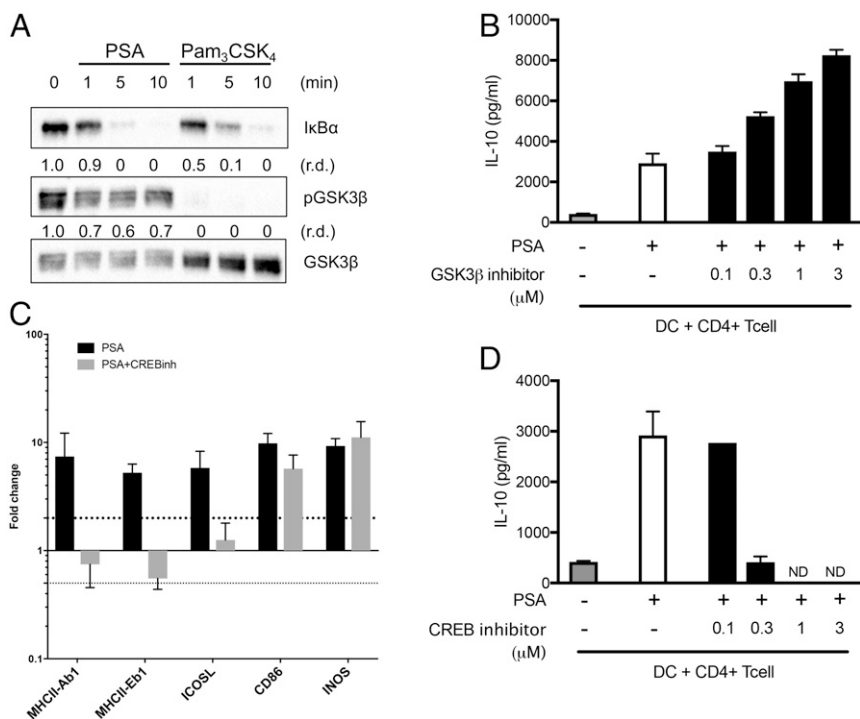 A
PSA Pam₃CSK₄
0 1 5 10 1 5 10 (min)
IκBα
1.0 0.9 0 0 0.5 0.1 0 (r.d.)
pGSK3β
1.0 0.7 0.6 0.7 0 0 0 (r.d.)
GSK3β
B
IL-10 (pg/ml)
10000
8000
6000
4000
2000
0
PSA - + + + + +
GSK3β inhibitor - - 0.1 0.3 1 3
(μM)
DC + CD4+ Tcell
C
PSA
PSA+CREBinh
Fold change
100
10
1
0.1
MHCII-Ab1
MHCII-Eb1
ICOSL
CD86
INOS
D
IL-10 (pg/ml)
4000
3000
2000
1000
0
ND ND
PSA - + + + + +
CREB inhibitor - - 0.1 0.3 1 3
(μM)
DC + CD4+ Tcell